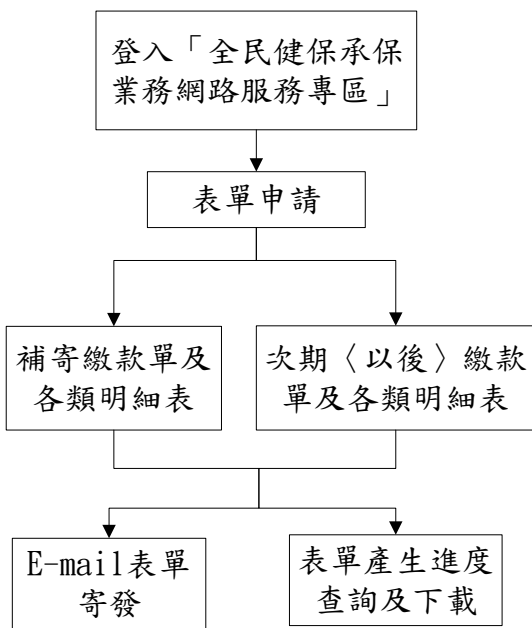 登入「全民健保承保
業務網路服務專區」
表單申請
補寄繳款單及
各類明細表
次期〈以後〉繳款
單及各類明細表
E-mail表單
寄發
表單產生進度
查詢及下載